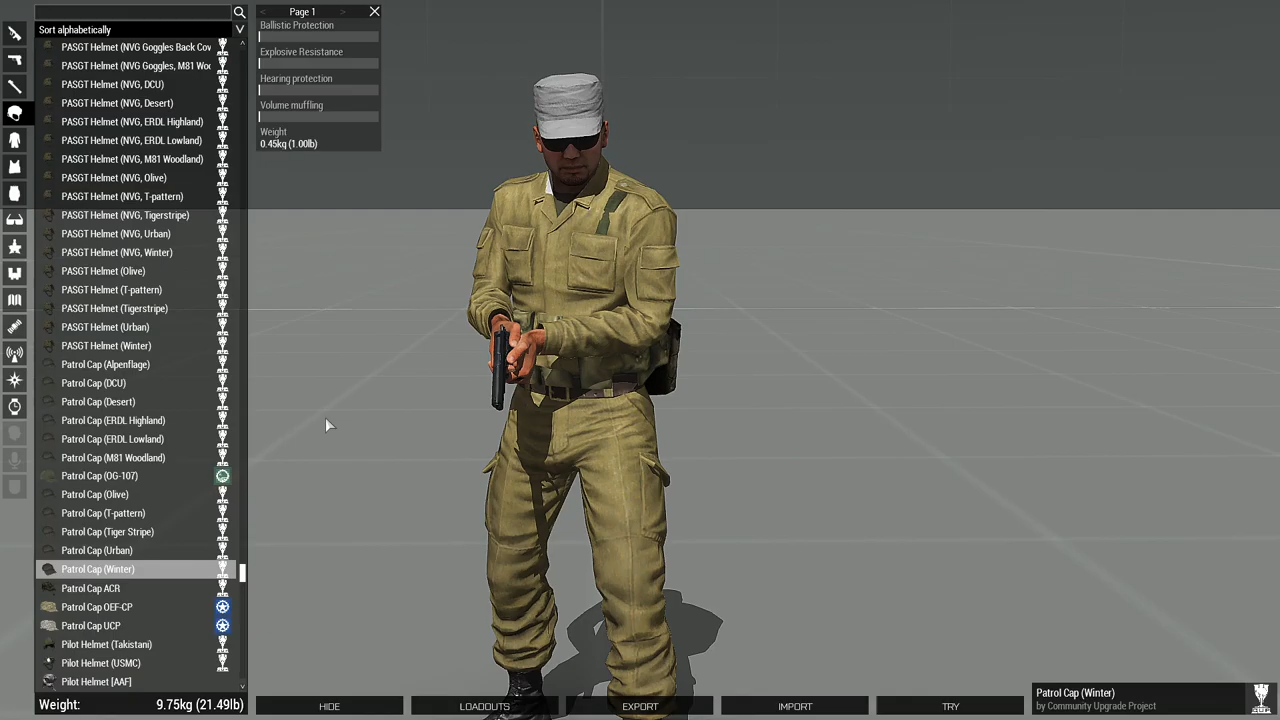 Sort alphabetically
PASGT Helmet (NVG Goggles Back Cov
PASGT Helmet (NVG Goggles, M81 Woo
PASGT Helmet (NVG, DCU)
PASGT Helmet (NVG, Desert)
PASGT Helmet (NVG, ERDL Highland)
PASGT Helmet (NVG, ERDL Lowland)
PASGT Helmet (NVG, M81 Woodland)
PASGT Helmet (NVG, Olive)
PASGT Helmet (NVG, T-pattern)
PASGT Helmet (NVG, Tigerstripe)
PASGT Helmet (NVG, Urban)
PASGT Helmet (NVG, Winter)
PASGT Helmet (Olive)
PASGT Helmet (T-pattern)
PASGT Helmet (Tigerstripe)
PASGT Helmet (Urban)
PASGT Helmet (Winter)
Patrol Cap (Alpenflage)
Patrol Cap (DCU)
Patrol Cap (Desert)
Patrol Cap (ERDL Highland)
Patrol Cap (ERDL Lowland)
Patrol Cap (M81 Woodland)
Patrol Cap (OG-107)
Patrol Cap (Olive)
Patrol Cap (T-pattern)
Patrol Cap (Tiger Stripe)
Patrol Cap (Urban)
Patrol Cap (Winter)
Patrol Cap ACR
Patrol Cap OEF-CP
Patrol Cap UCP
Pilot Helmet (Takistani)
Pilot Helmet (USMC)
Pilot Helmet [AAF]
Weight: 9.75kg (21.49lb)
< Page 1 >
Ballistic Protection
Explosive Resistance
Hearing protection
Volume muffling
Weight
0.45kg (1.00lb)
HIDE
LOADOUTS
EXPORT
IMPORT
TRY
Patrol Cap (Winter)
by Community Upgrade Project